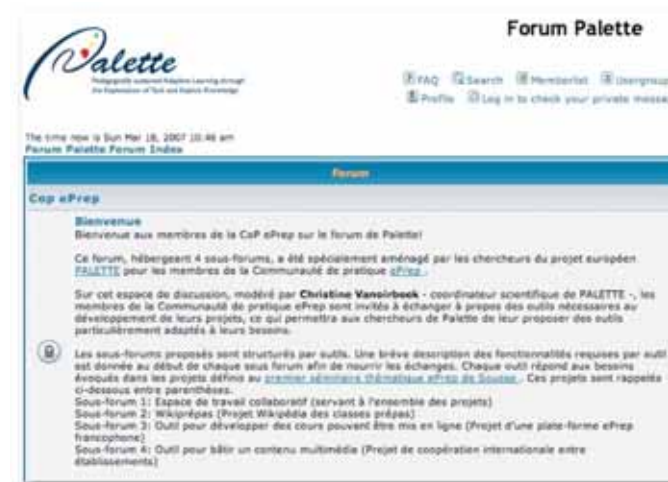 Forum Palette
Palette
Pedagogically sustained Adaptive Learning through
the Exploitation of Tacit and Explicit Knowledge
FAQ Search Memberlist Usergroup
Profile Log in to check your private messa
The time now is Sun Mar 18, 2007 10:46 am
Forum Palette Forum Index
Forum
Cop ePrep
Bienvenue
Bienvenue aux membres de la CoP ePrep sur le forum de Palette!
Ce forum, hébergeant 4 sous-forums, a été spécialement aménagé par les chercheurs du projet européen
PALETTE pour les membres de la Communauté de pratique ePrep .
Sur cet espace de discussion, modéré par Christine Vanoirbeek - coordinateur scientifique de PALETTE -, les
membres de la Communauté de pratique ePrep sont invités à échanger à propos des outils nécessaires au
développement de leurs projets, ce qui permettra aux chercheurs de Palette de leur proposer des outils
particulièrement adaptés à leurs besoins.
Les sous-forums proposés sont structurés par outils. Une brève description des fonctionnalités requises par outil
est donnée au début de chaque sous forum afin de nourrir les échanges. Chaque outil répond aux besoins
évoqués dans les projets définis au premier séminaire thématique ePrep de Sousse . Ces projets sont rappelés
ci-dessous entre parenthèses.
Sous-forum 1: Espace de travail collaboratif (servant à l'ensemble des projets)
Sous-forum 2: Wikiprépas (Projet Wikipédia des classes prépas)
Sous-forum 3: Outil pour développer des cours pouvant être mis en ligne (Projet d'une plate-forme ePrep
francophone)
Sous-forum 4: Outil pour bâtir un contenu multimédia (Projet de coopération internationale entre
établissements)